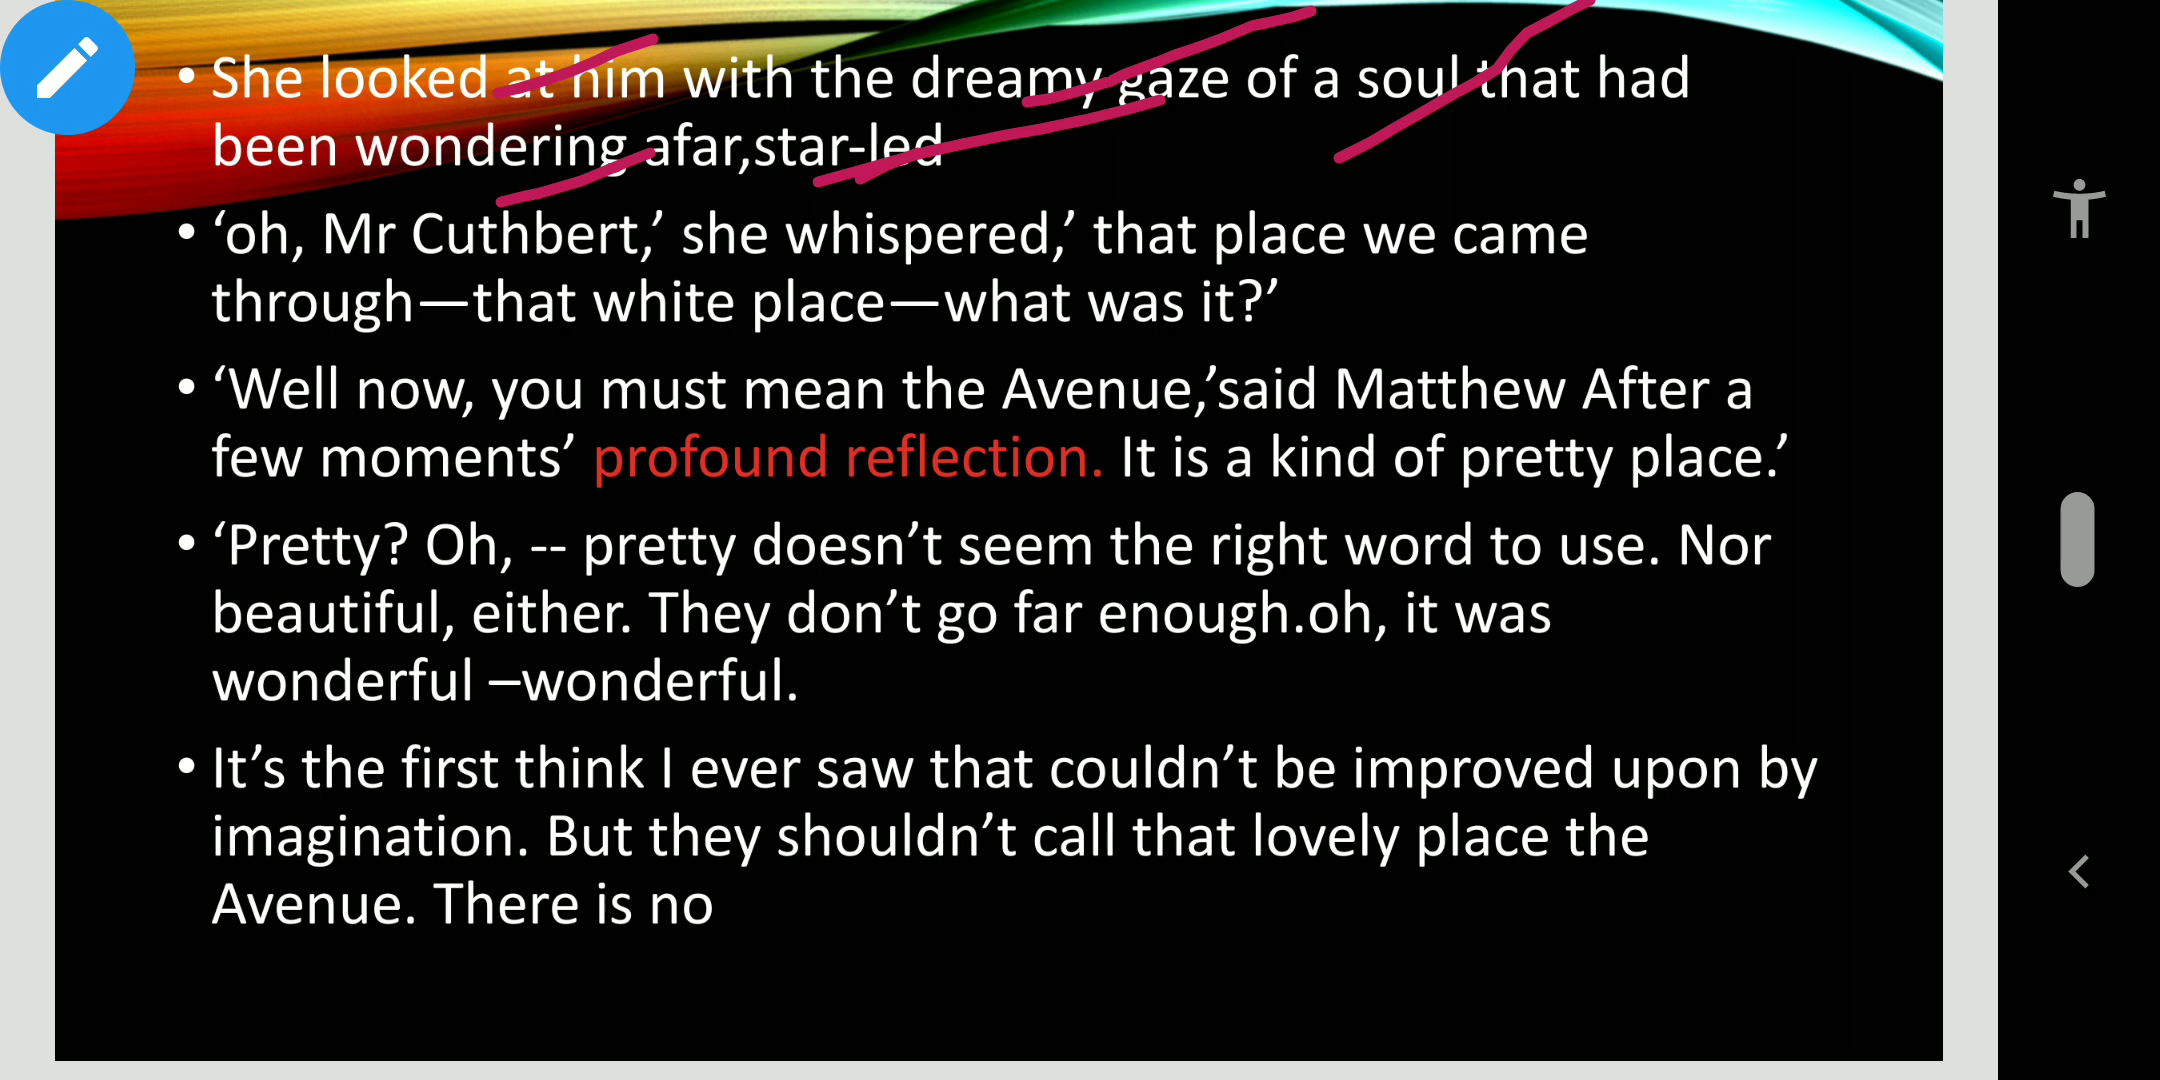 • She looked at him with the dreamy gaze of a soul that had
been wondering afar,star-led
• ‘oh, Mr Cuthbert,’ she whispered,’ that place we came
through—that white place—what was it?’
• ‘Well now, you must mean the Avenue,’said Matthew After a
few moments’ profound reflection. It is a kind of pretty place.’
• ‘Pretty? Oh, -- pretty doesn’t seem the right word to use. Nor
beautiful, either. They don’t go far enough.oh, it was
wonderful –wonderful.
• It’s the first think I ever saw that couldn’t be improved upon by
imagination. But they shouldn’t call that lovely place the
Avenue. There is no